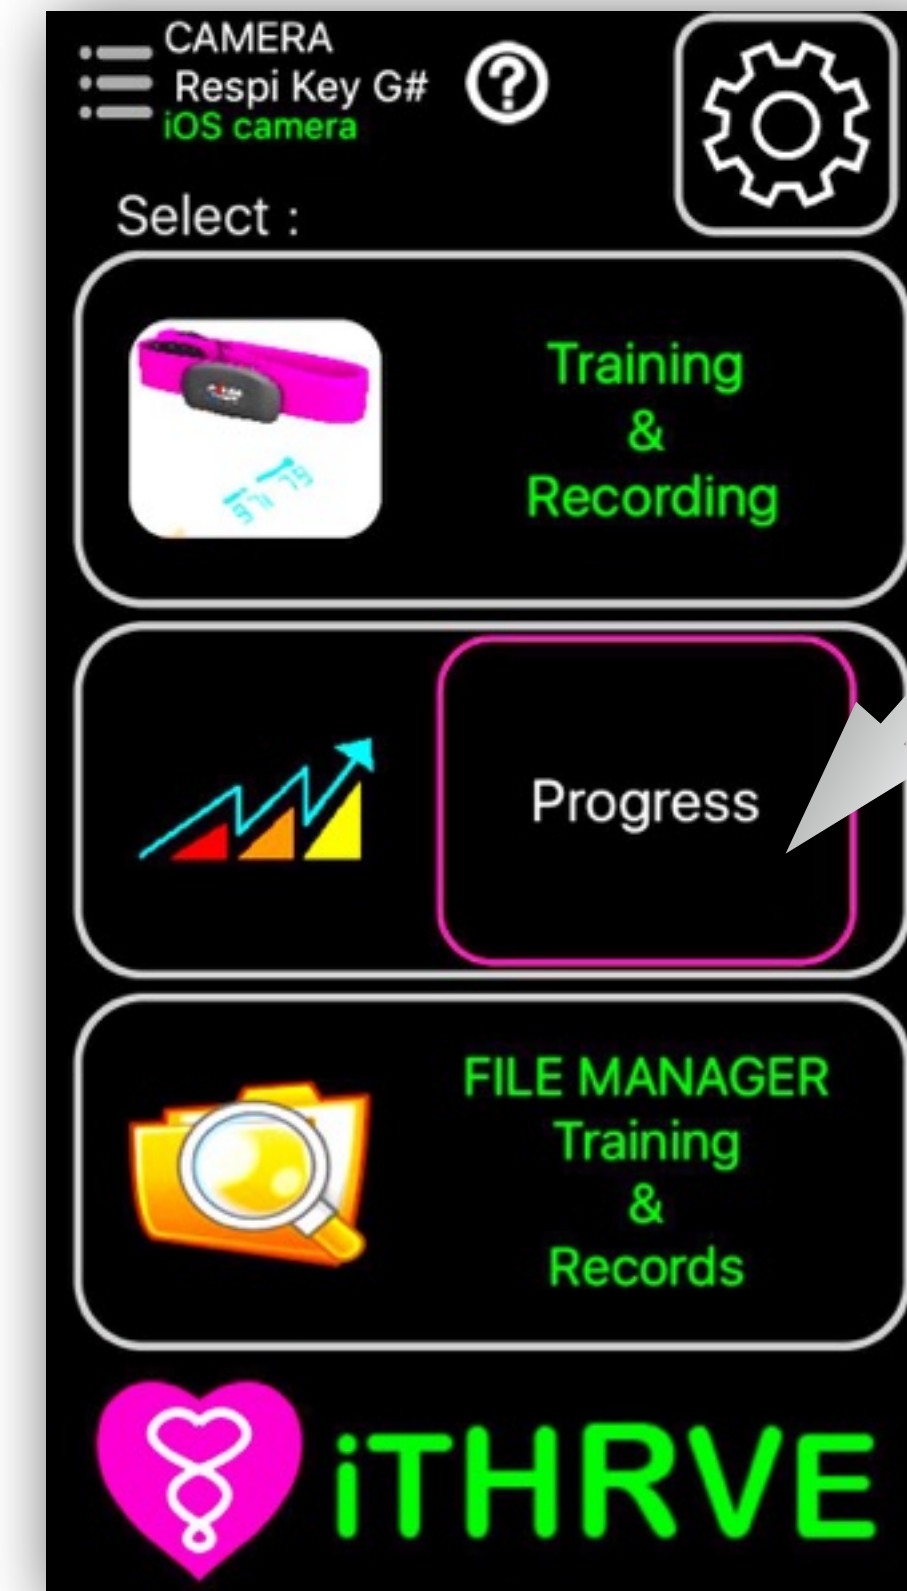 CAMERA
Respi Key G#
iOS camera
Select :
Training
&
Recording
Progress
FILE MANAGER
Training
&
Records
iTHRVE